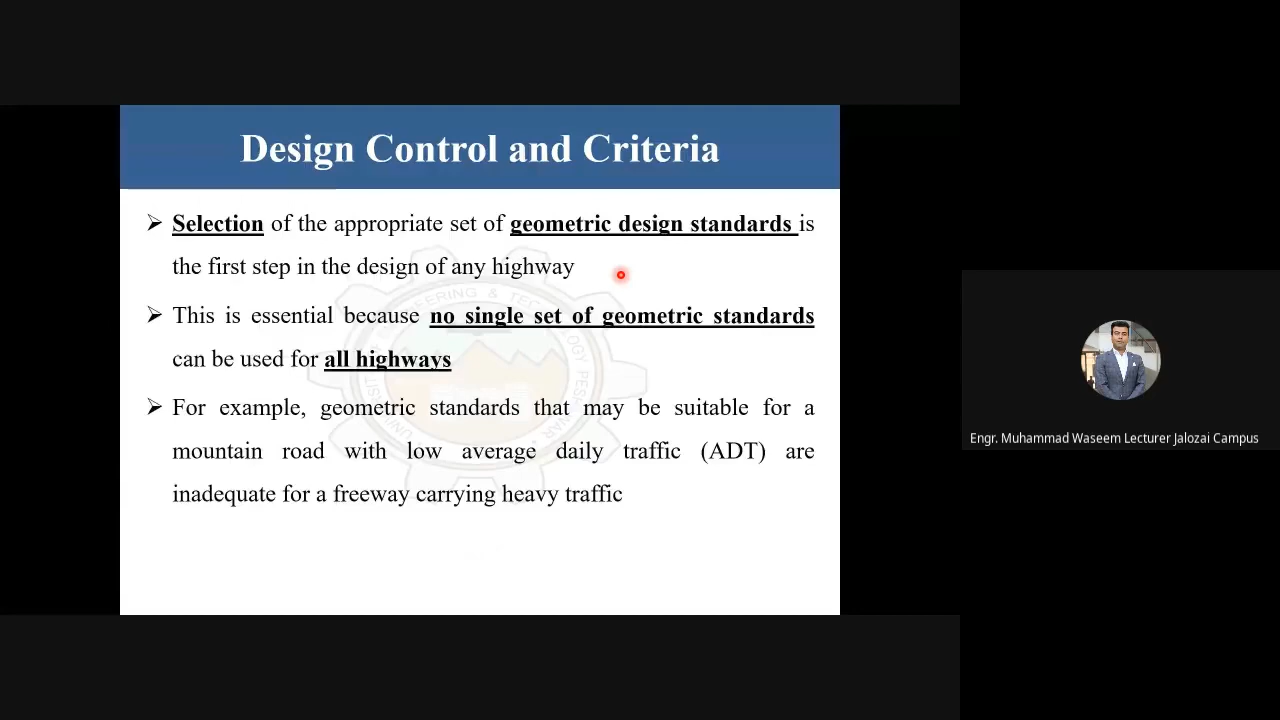 Design Control and Criteria
➢ Selection of the appropriate set of geometric design standards is
the first step in the design of any highway
➢ This is essential because no single set of geometric standards
can be used for all highways
➢ For example, geometric standards that may be suitable for a
mountain road with low average daily traffic (ADT) are
inadequate for a freeway carrying heavy traffic
Engr. Muhammad Waseem Lecturer Jalozai Campus